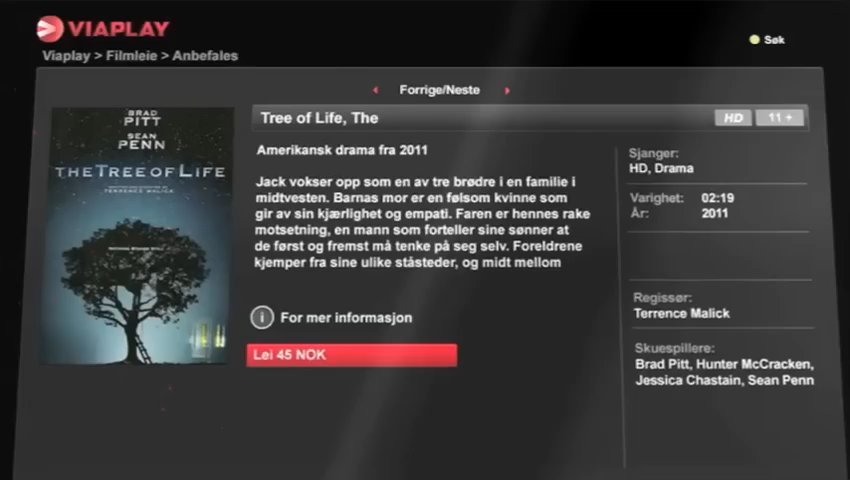 VIAPLAY
Viaplay > Filmleie > Anbefales
Søk
Forrige/Neste
BRAD
PITT
SEAN
PENN
THE TREE OF LIFE
WRITTEN AND DIRECTED BY
TERRENCE MALICK
Tree of Life, The
HD
11 +
Amerikansk drama fra 2011
Jack vokser opp som en av tre brødre i en familie i
midtvesten. Barnas mor er en følsom kvinne som
gir av sin kjærlighet og empati. Faren er hennes rake
motsetning, en mann som forteller sine sønner at
de først og fremst må tenke på seg selv. Foreldrene
kjemper fra sine ulike ståsteder, og midt mellom
i
For mer informasjon
Lei 45 NOK
Sjanger:
HD, Drama
Varighet: 02:19
År: 2011
Regissør:
Terrence Malick
Skuespillere:
Brad Pitt, Hunter McCracken,
Jessica Chastain, Sean Penn